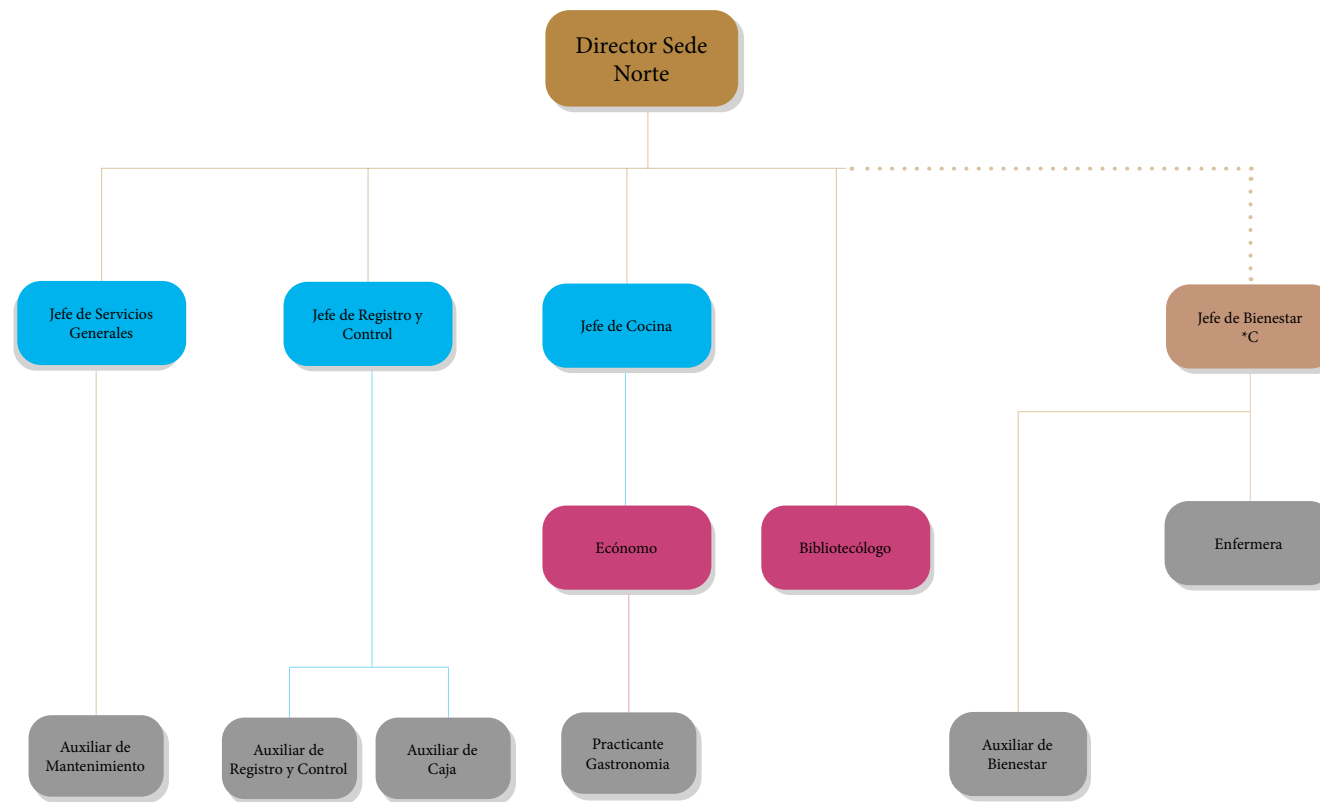 Director Sede
Norte
Jefe de Servicios
Generales
Jefe de Registro y
Control
Jefe de Cocina
Jefe de Bienestar
*C
Ecónomo
Bibliotecólogo
Enfermera
Auxiliar de
Mantenimiento
Auxiliar de
Registro y Control
Auxiliar de
Caja
Practicante
Gastronomia
Auxiliar de
Bienestar